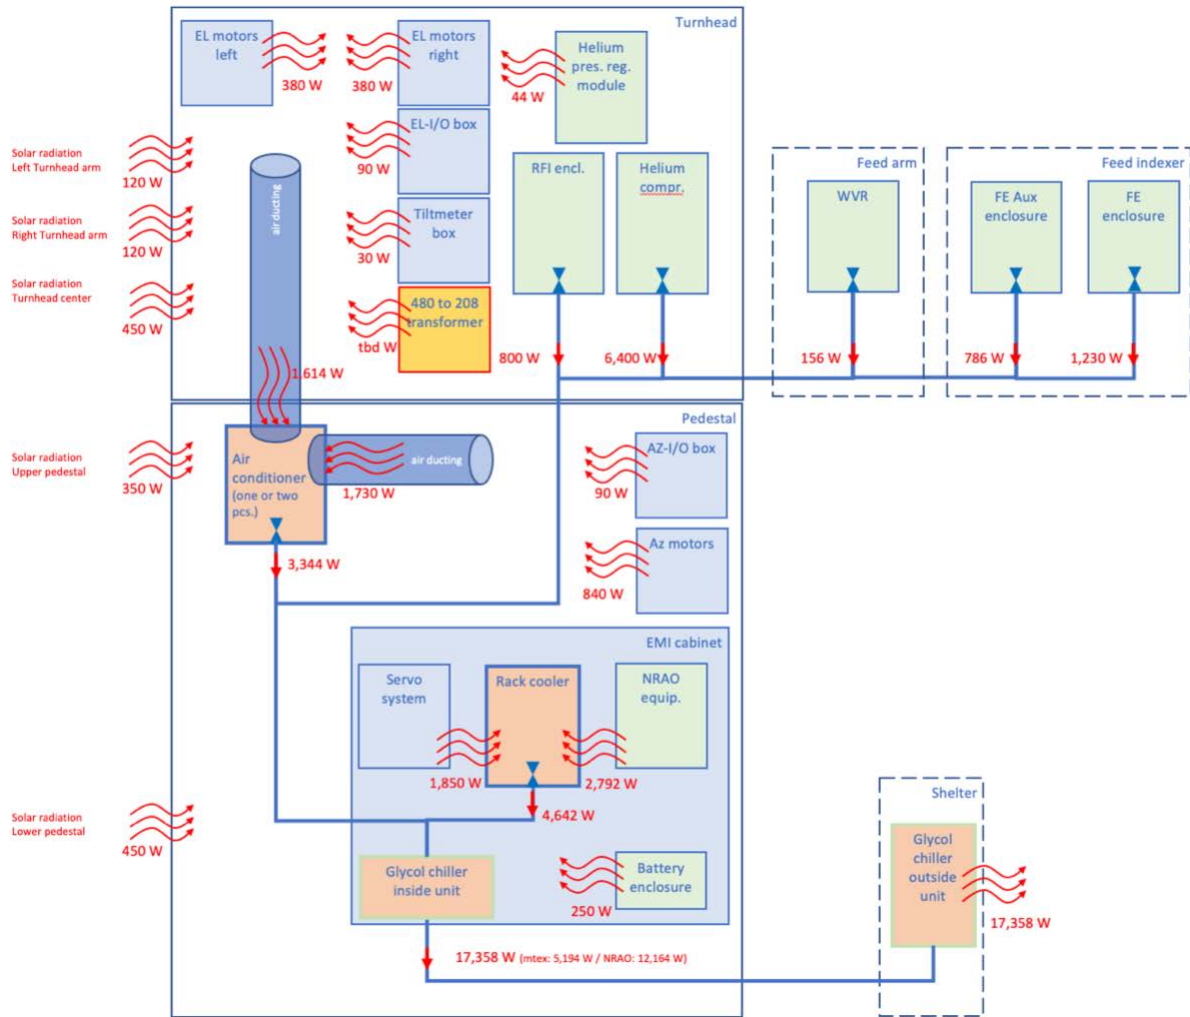 Turnhead
EL motors
left
380 W
EL motors
right
380 W
Helium
pres. reg.
module
44 W
EL-I/O box
90 W
Solar radiation
Left Turnhead arm
120 W
air ducting
RFI encl.
Helium
compr.
Feed arm
WVR
Feed indexer
FE Aux
enclosure
FE
enclosure
Solar radiation
Right Turnhead arm
120 W
Tiltmeter
box
30 W
Solar radiation
Turnhead center
450 W
480 to 208
transformer
tbd W
800 W
6,400 W
156 W
786 W
1,230 W
1,614 W
Pedestal
Solar radiation
Upper pedestal
350 W
Air
conditioner
(one or two
pcs.)
air ducting
1,730 W
AZ-I/O box
90 W
3,344 W
Az motors
840 W
EMI cabinet
Servo
system
Rack cooler
NRAO
equip.
1,850 W
2,792 W
4,642 W
Solar radiation
Lower pedestal
450 W
Shelter
Glycol
chiller
outside
unit
17,358 W
Glycol chiller
inside unit
Battery
enclosure
250 W
17,358 W (mtex: 5,194 W / NRAO: 12,164 W)